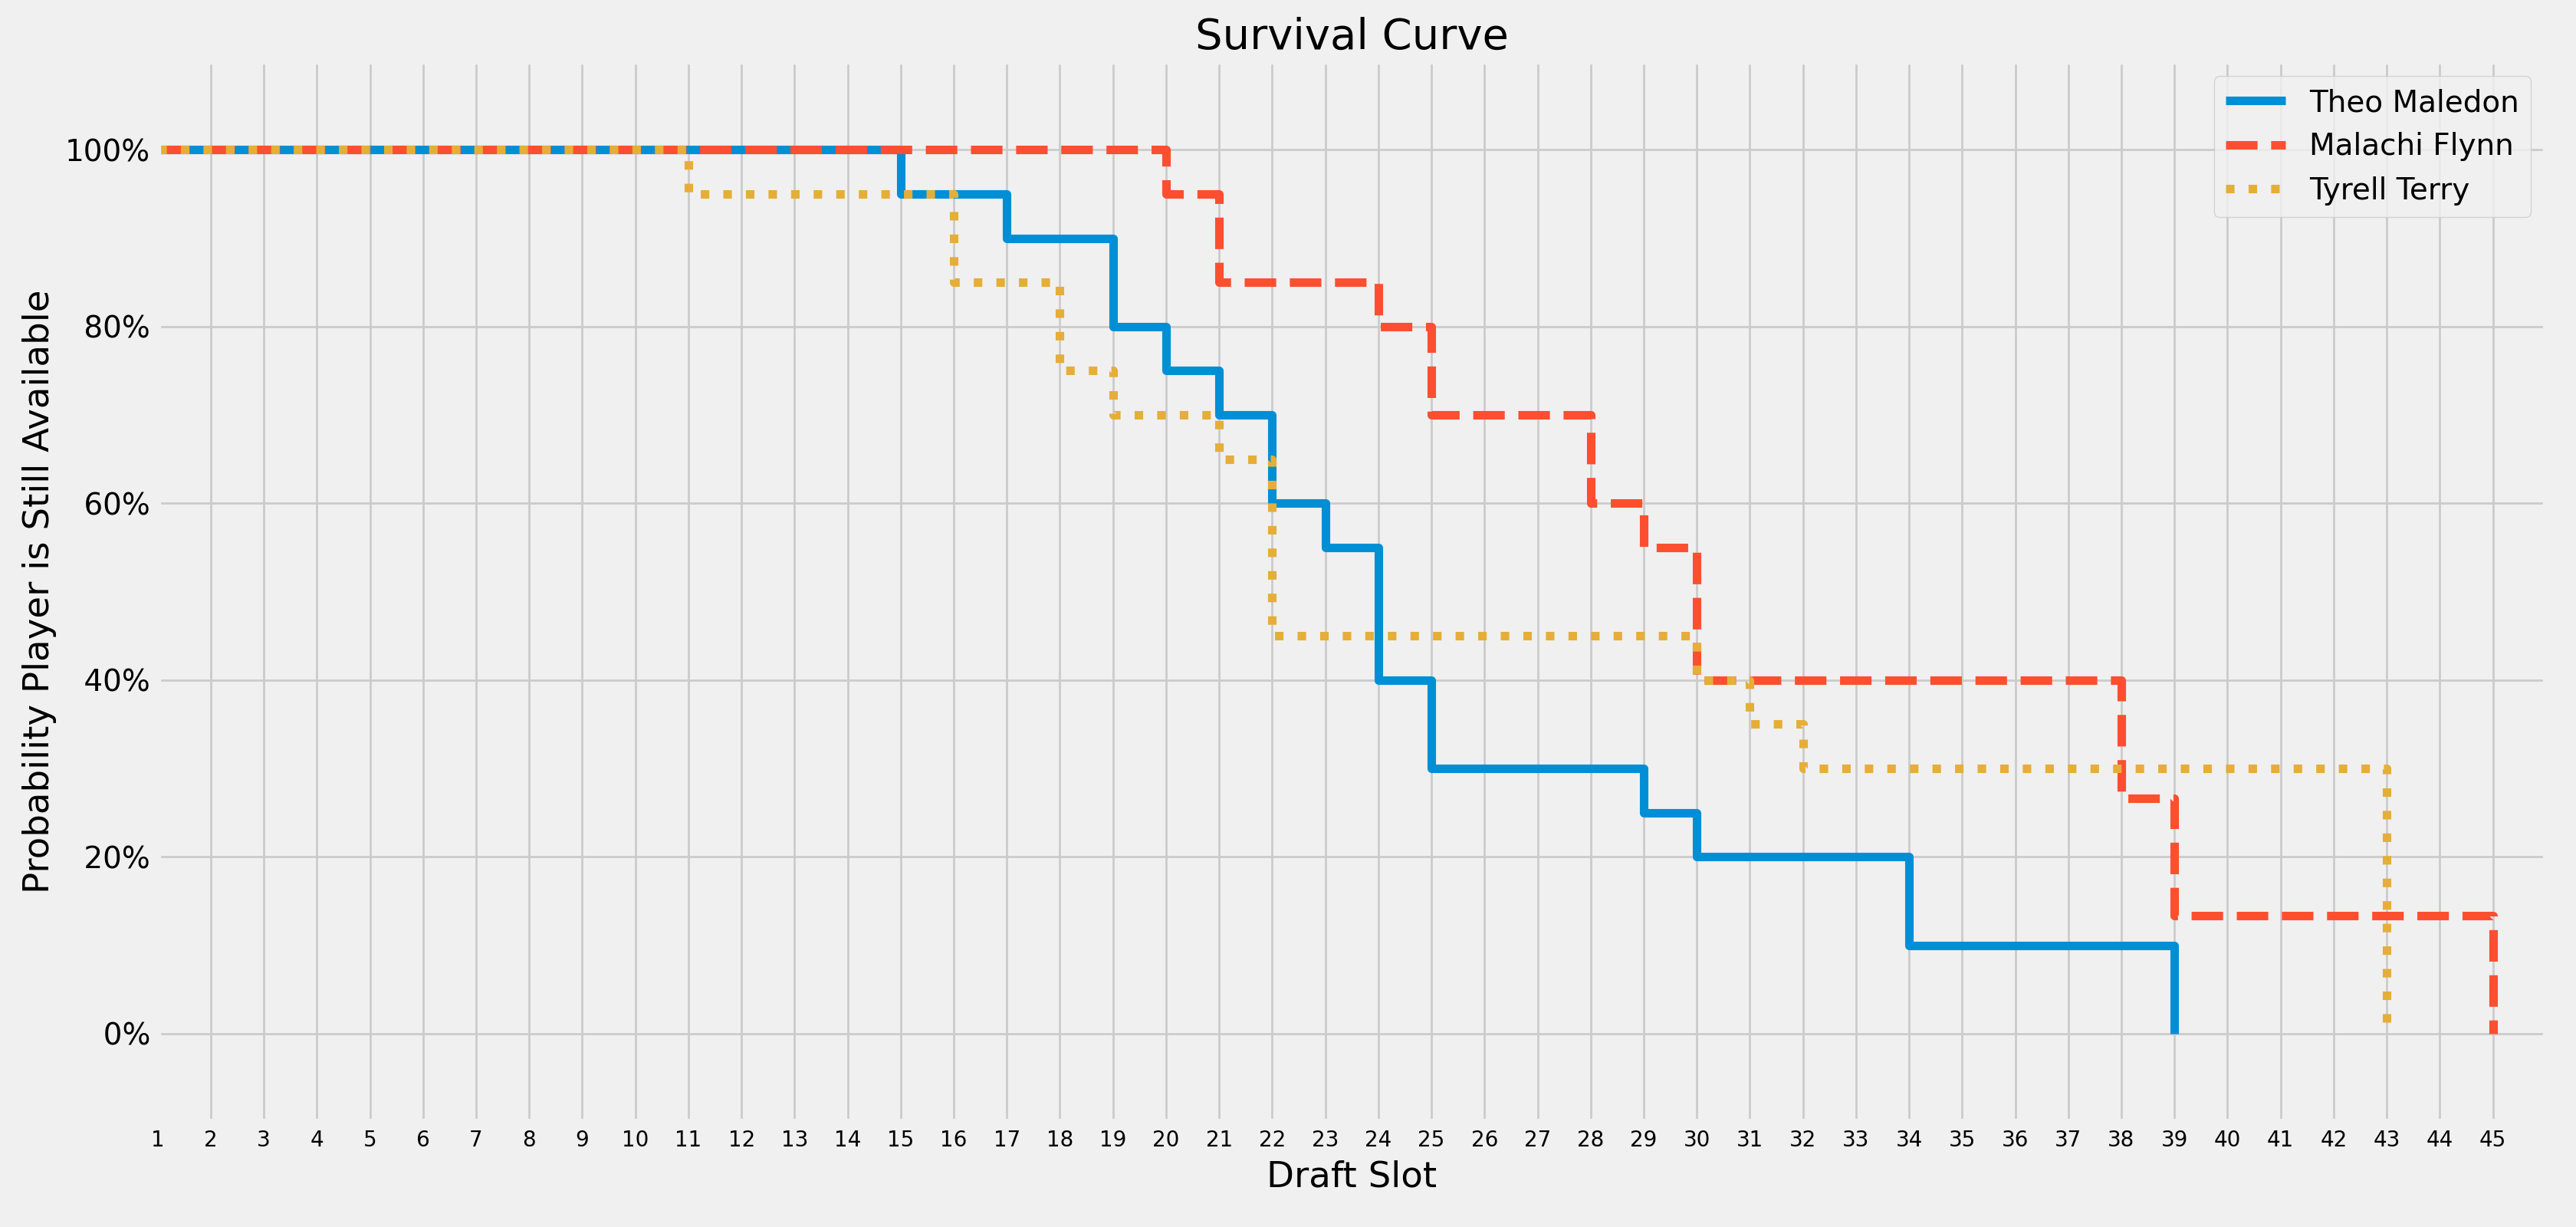 Survival Curve
Theo Maledon
Malachi Flynn
Tyrell Terry
Probability Player is Still Available
100%
80%
60%
40%
20%
0%
1 2 3 4 5 6 7 8 9 10 11 12 13 14 15 16 17 18 19 20 21 22 23 24 25 26 27 28 29 30 31 32 33 34 35 36 37 38 39 40 41 42 43 44 45
Draft Slot